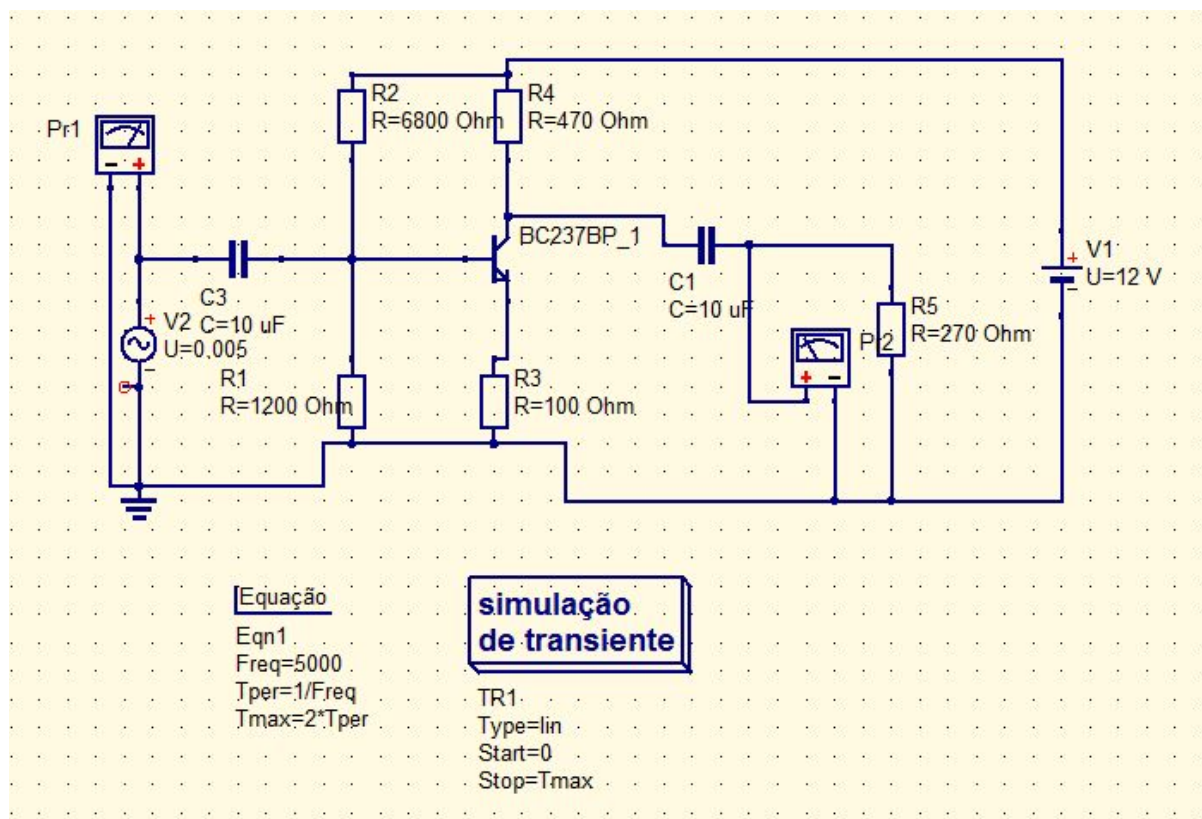 Pr1
R2
R=6800 Ohm
R4
R=470 Ohm
BC237BP_1
V1
U=12 V
C3
C=10 uF
V2
U=0.005
C1
C=10 uF
R5
R=270 Ohm
Pr2
R1
R=1200 Ohm
R3
R=100 Ohm
Equação
Eqn1
Freq=5000
Tper=1/Freq
Tmax=2*Tper
simulação
de transiente
TR1
Type=lin
Start=0
Stop=Tmax